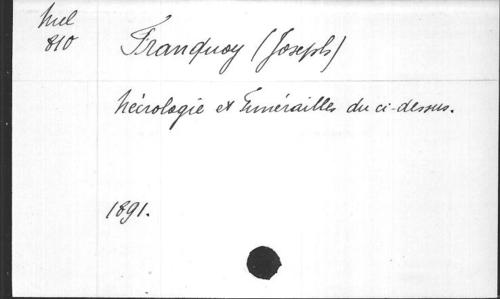 Mel
810
Franquoy (Joseph)
Nécrologie et Funérailles du ci-dessus.
1891.